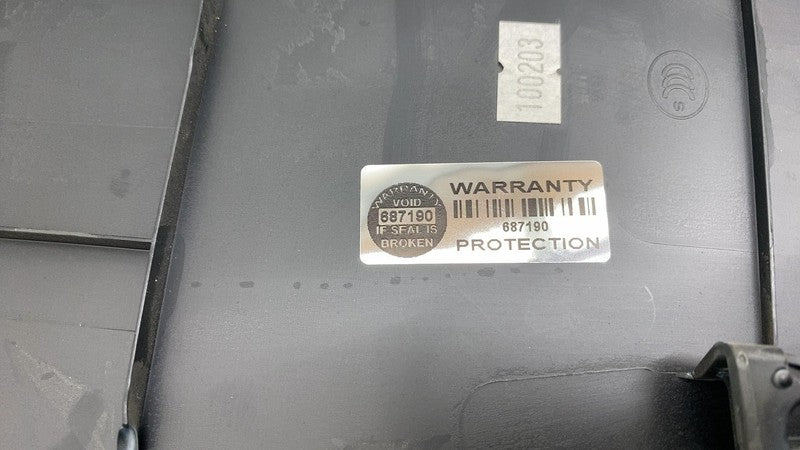 100203
S
WARRANTY
VOID
687190
IF SEAL IS
BROKEN
WARRANTY
687190
PROTECTION